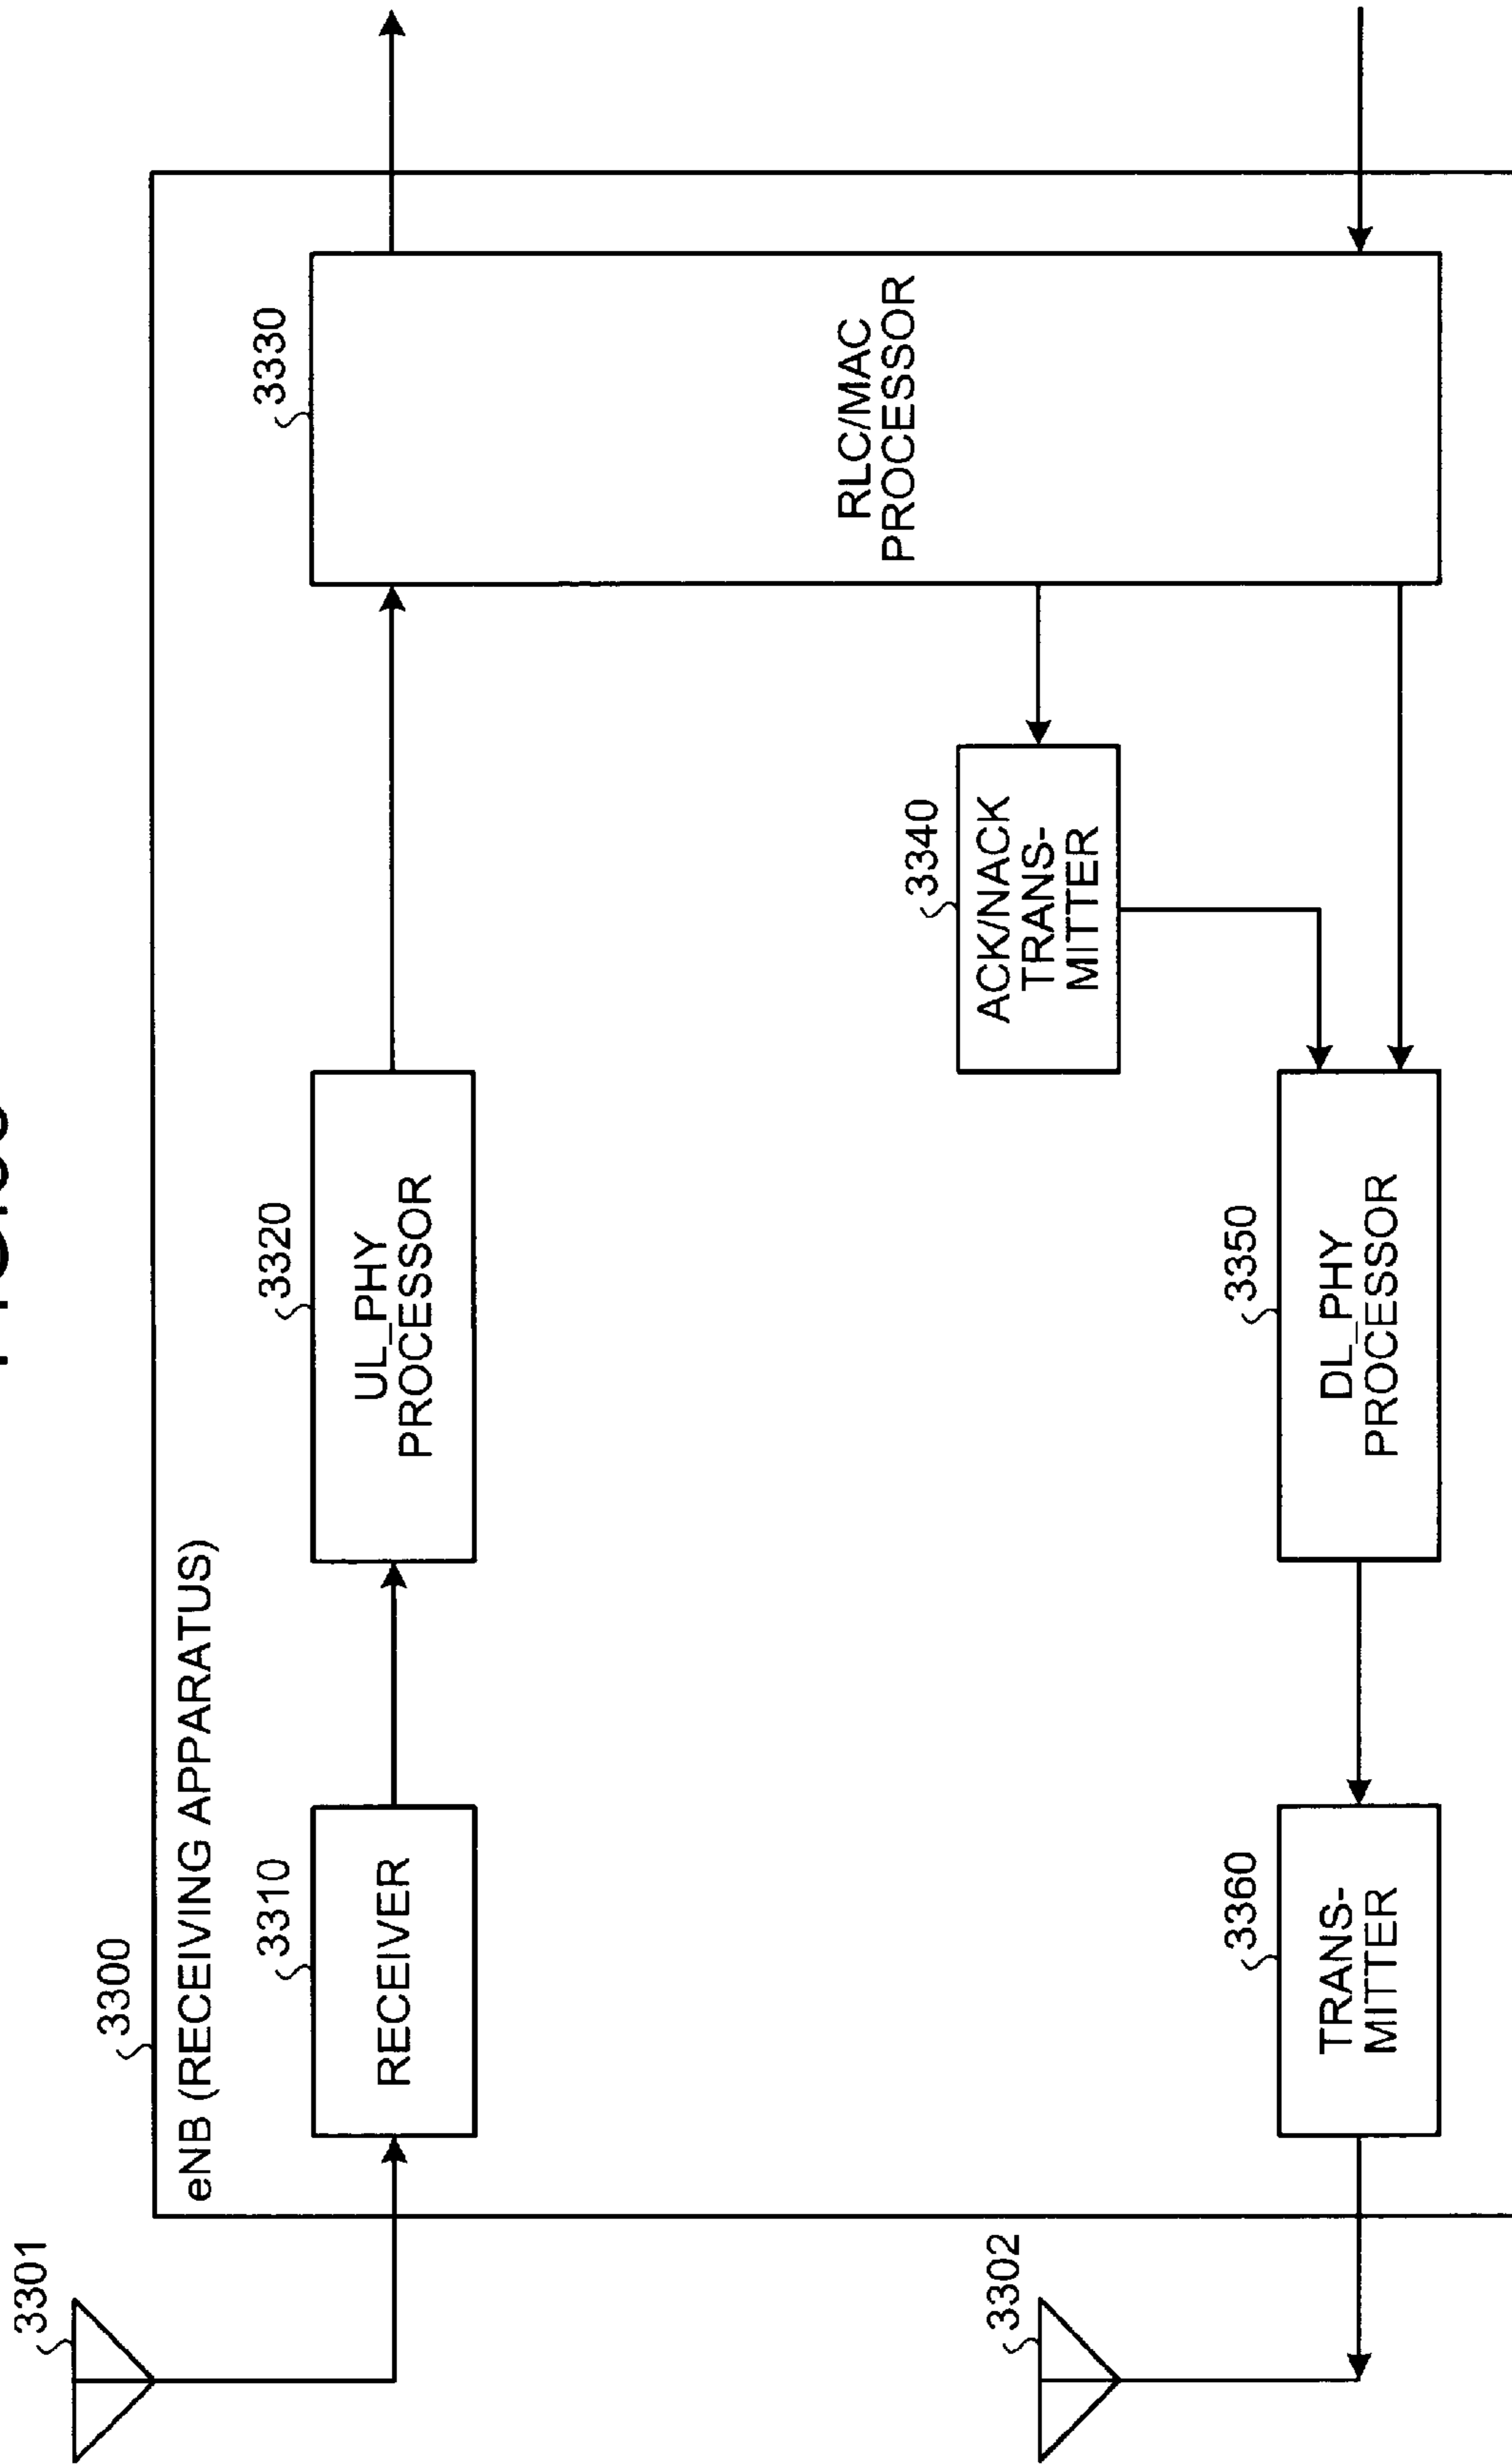 3300
eNB (RECEIVING APPARATUS)
3301
3310
RECEIVER
3320
UL_PHY
PROCESSOR
3330
RLC/MAC
PROCESSOR
3340
ACK/NACK
TRANS-
MITTER
3302
3360
TRANS-
MITTER
3350
DL_PHY
PROCESSOR